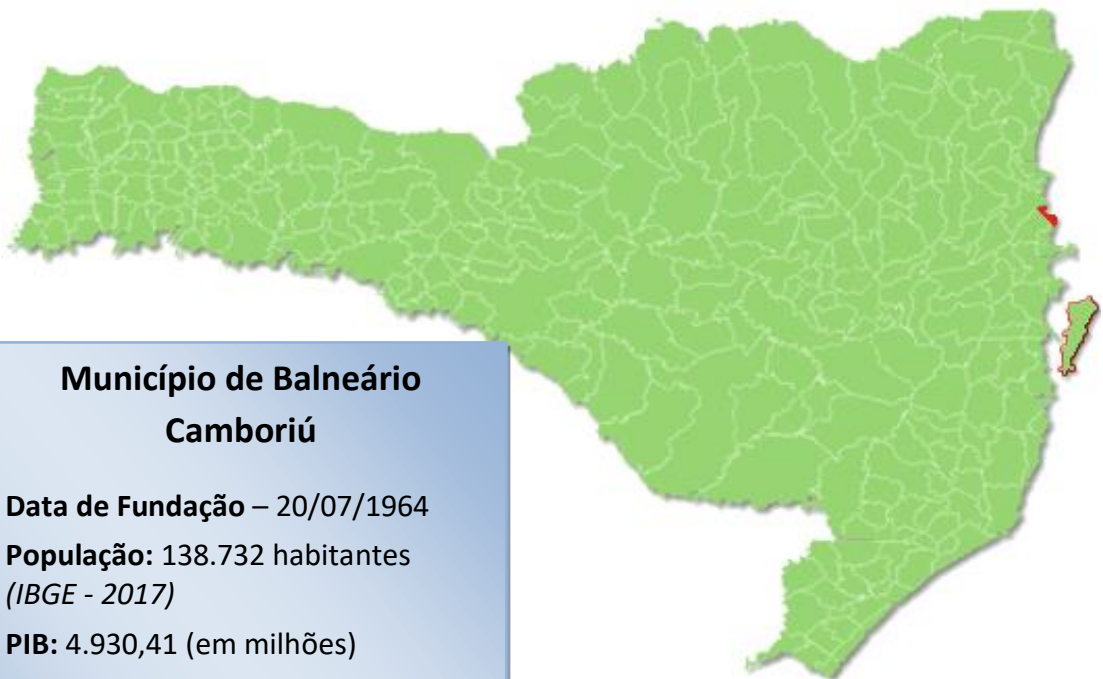 Município de Balneário
Camboriú
Data de Fundação – 20/07/1964
População: 138.732 habitantes
(IBGE - 2017)
PIB: 4.930,41 (em milhões)